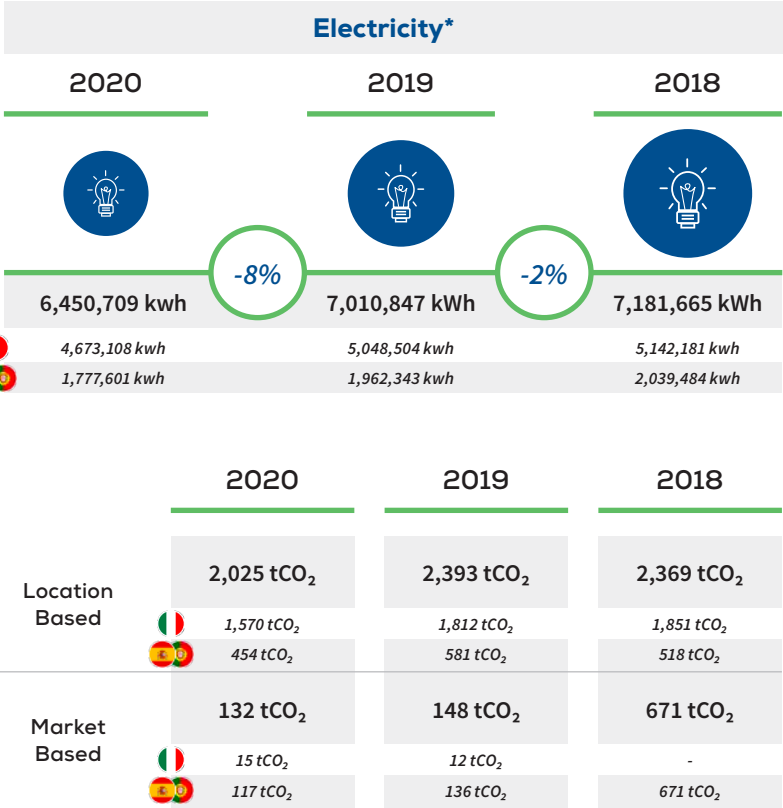 Electricity*
2020 2019 2018
-8% -2%
6,450,709 kwh 7,010,847 kWh 7,181,665 kWh
4,673,108 kwh 5,048,504 kwh 5,142,181 kwh
1,777,601 kwh 1,962,343 kwh 2,039,484 kwh
2020 2019 2018
Location
Based
2,025 tCO₂ 2,393 tCO₂ 2,369 tCO₂
1,570 tCO₂ 1,812 tCO₂ 1,851 tCO₂
454 tCO₂ 581 tCO₂ 518 tCO₂
Market
Based
132 tCO₂ 148 tCO₂ 671 tCO₂
15 tCO₂ 12 tCO₂ -
117 tCO₂ 136 tCO₂ 671 tCO₂